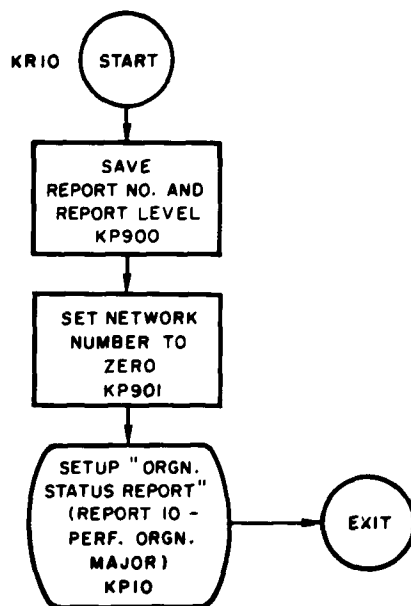 KR10
START
SAVE
REPORT NO. AND
REPORT LEVEL
KP900
SET NETWORK
NUMBER TO
ZERO
KP901
SETUP "ORGN.
STATUS REPORT"
(REPORT 10 -
PERF. ORGN.
MAJOR)
KP10
EXIT